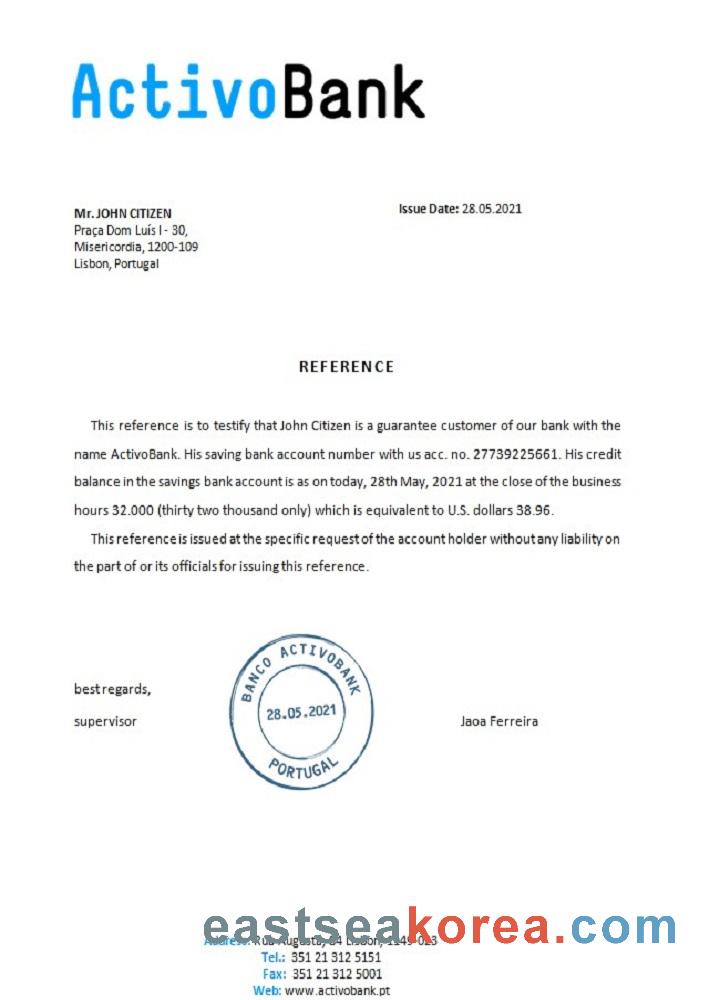 ActivoBank
Mr. JOHN CITIZEN
Praça Dom Luís I - 30,
Misericordia, 1200-109
Lisbon, Portugal
Issue Date: 28.05.2021
REFERENCE
This reference is to testify that John Citizen is a guarantee customer of our bank with the
name ActivoBank. His saving bank account number with us acc. no. 27739225661. His credit
balance in the savings bank account is as on today, 28th May, 2021 at the close of the business
hours 32.000 (thirty two thousand only) which is equivalent to U.S. dollars 38.96.
This reference is issued at the specific request of the account holder without any liability on
the part of or its officials for issuing this reference.
best regards,
supervisor
BANCO ACTIVOBANK
28.05.2021
PORTUGAL
Jaoa Ferreira
eastseakorea.com
Address: Rua Augusta, 84 Lisbon, 1149-023
Tel.: 351 21 312 5151
Fax: 351 21 312 5001
Web: www.activobank.pt